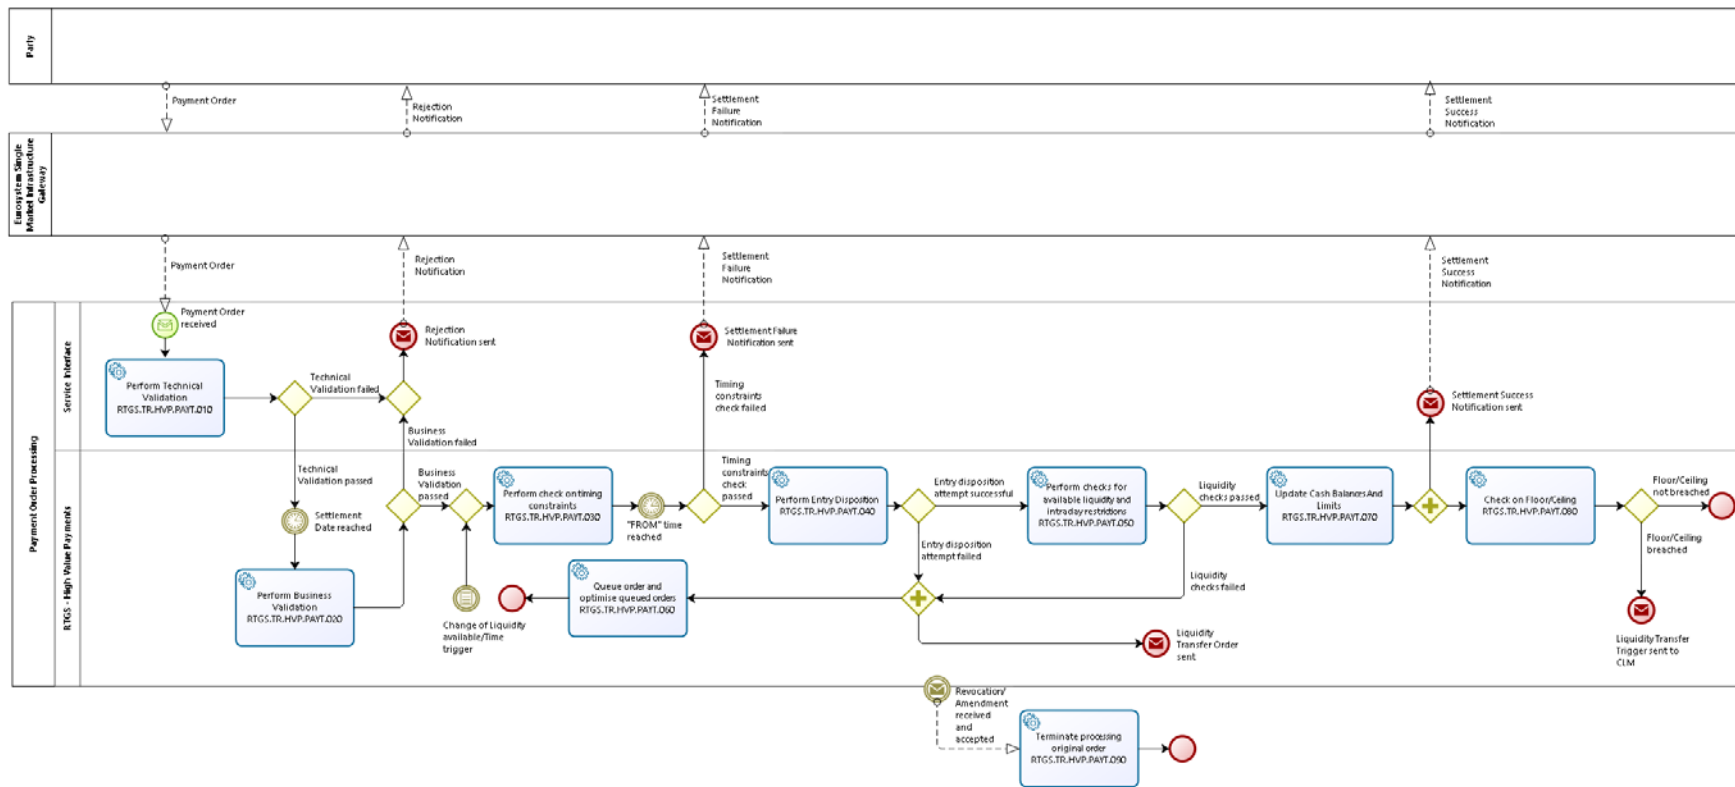 Party
Payment Order
Rejection
Notification
Settlement
Failure
Notification
Settlement
Success
Notification
Eurosystem Single
Market Infrastructure
Gateway
Payment Order
Rejection
Notification
Settlement
Failure
Notification
Settlement
Success
Notification
Payment Order Processing
Service Interface
Payment Order
received
Rejection
Notification sent
Settlement Failure
Notification sent
Perform Technical
Validation
RTGS.TR.HVP.PAYT.010
Technical
Validation failed
Timing
constraints
check failed
Settlement Success
Notification sent
Business
Validation failed
RTGS - High Value Payments
Technical
Validation passed
Business
Validation
passed
Perform check on timing
constraints
RTGS.TR.HVP.PAYT.030
Timing
constraints
check
passed
Perform Entry Disposition
RTGS.TR.HVP.PAYT.040
Entry disposition
attempt successful
Perform checks for
available liquidity and
intraday restrictions
RTGS.TR.HVP.PAYT.050
Liquidity
checks passed
Update Cash Balances And
Limits
RTGS.TR.HVP.PAYT.070
Check on Floor/Ceiling
RTGS.TR.HVP.PAYT.080
Floor/Ceiling
not breached
Settlement
Date reached
"FROM" time
reached
Entry disposition
attempt failed
Floor/Ceiling
breached
Perform Business
Validation
RTGS.TR.HVP.PAYT.020
Queue order and
optimise queued orders
RTGS.TR.HVP.PAYT.060
Liquidity
checks failed
Change of Liquidity
available/Time
trigger
Liquidity
Transfer Order
sent
Liquidity Transfer
Trigger sent to
CLM
Revocation/
Amendment
received
and
accepted
Terminate processing
original order
RTGS.TR.HVP.PAYT.090